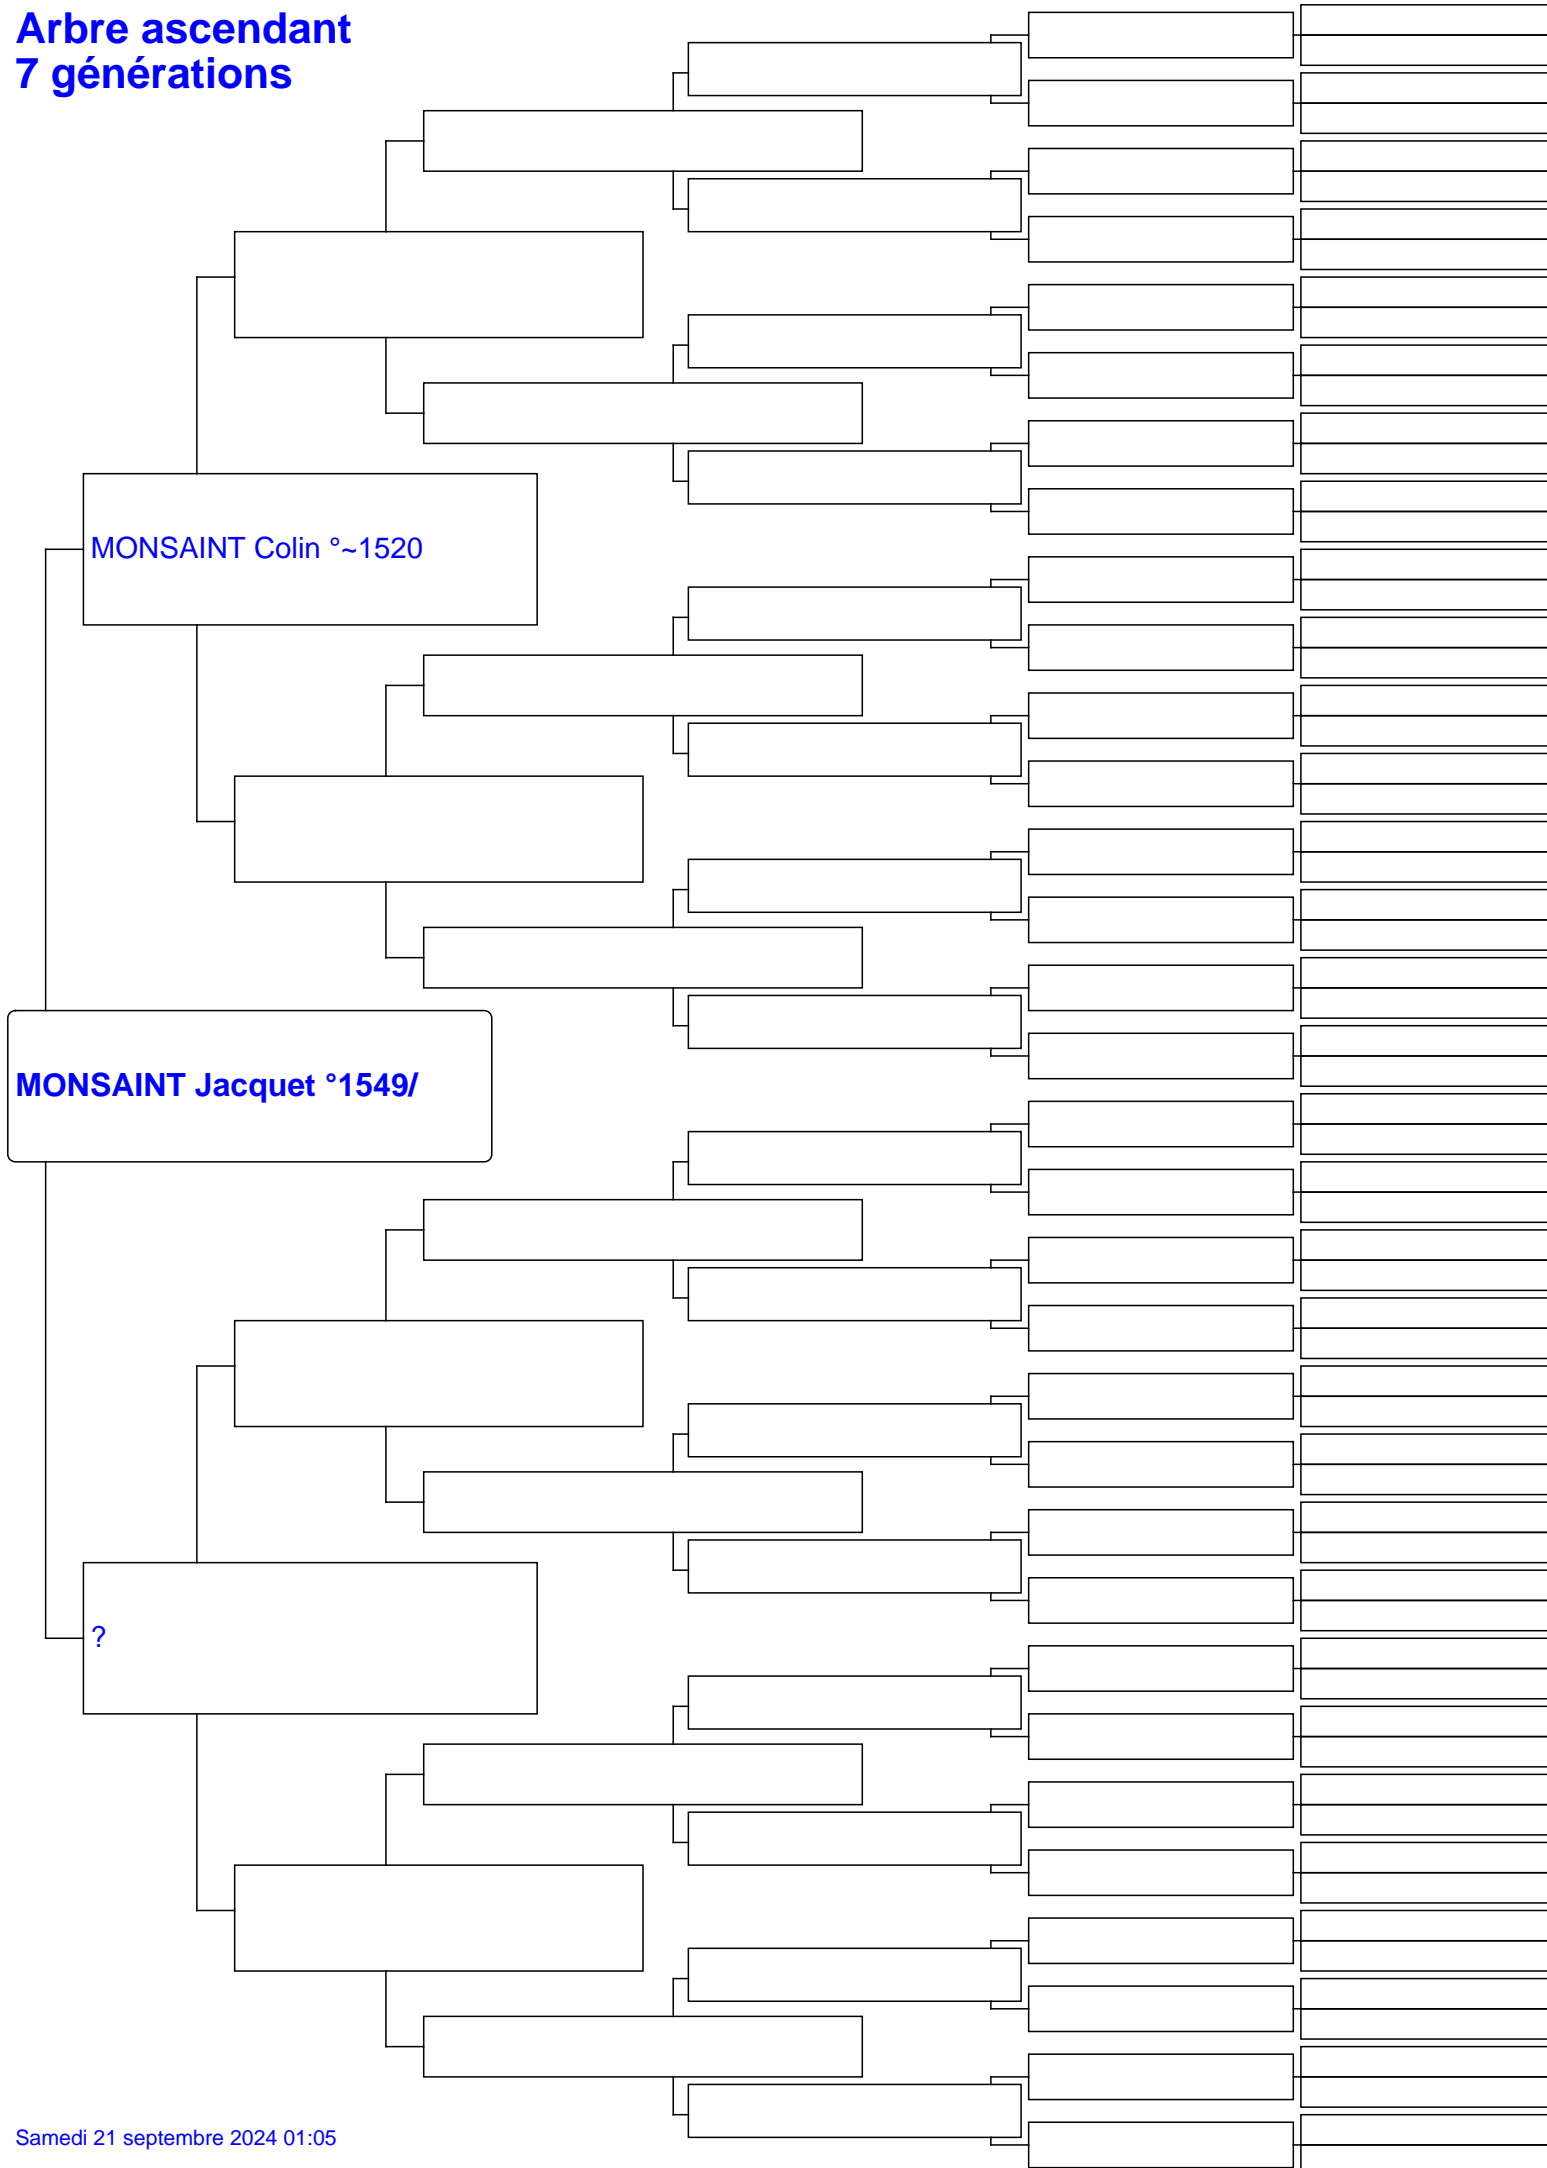 Arbre ascendant
7 générations
MONSAINT Colin °~1520
MONSAINT Jacquet °1549/
?
Samedi 21 septembre 2024 01:05